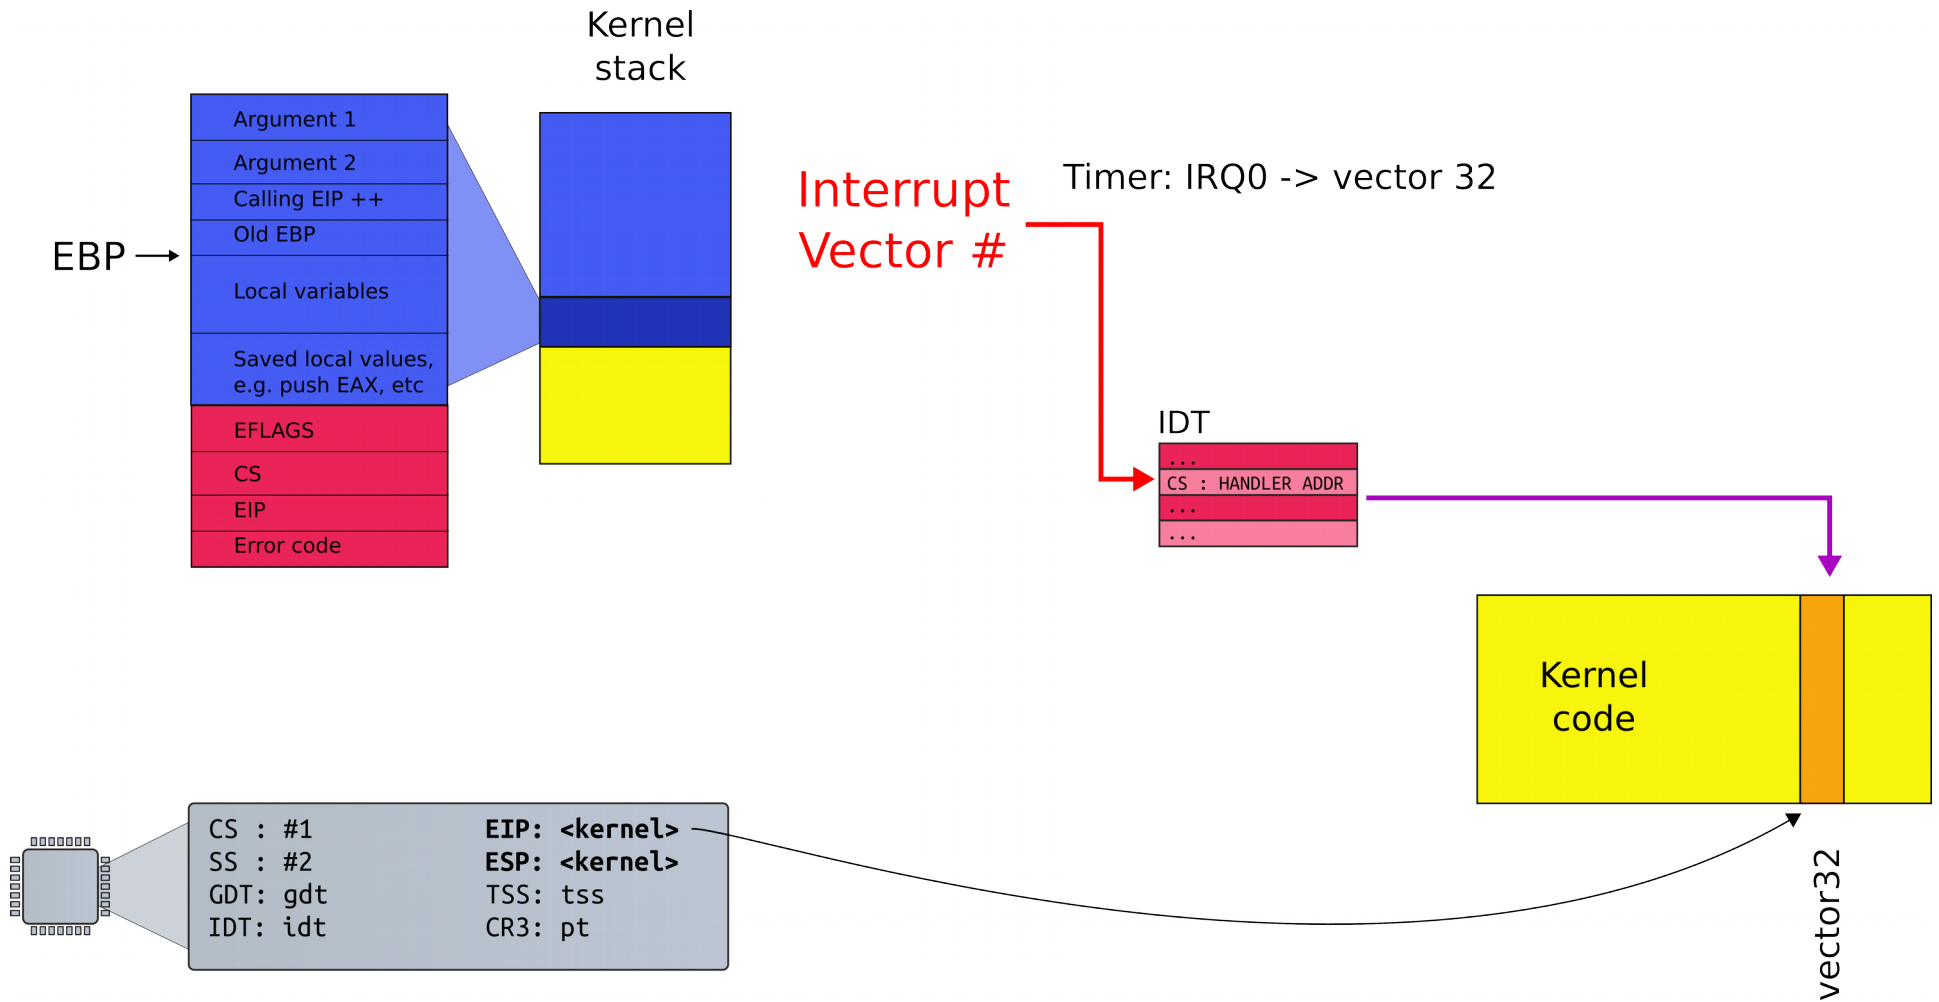 Kernel
stack
Argument 1
Argument 2
Calling EIP ++
Old EBP
EBP
Local variables
Saved local values,
e.g. push EAX, etc
EFLAGS
CS
EIP
Error code
Interrupt
Vector #
Timer: IRQ0 -> vector 32
IDT
...
CS : HANDLER ADDR
...
...
Kernel
code
vector32
CS : #1 EIP: <kernel>
SS : #2 ESP: <kernel>
GDT: gdt TSS: tss
IDT: idt CR3: pt